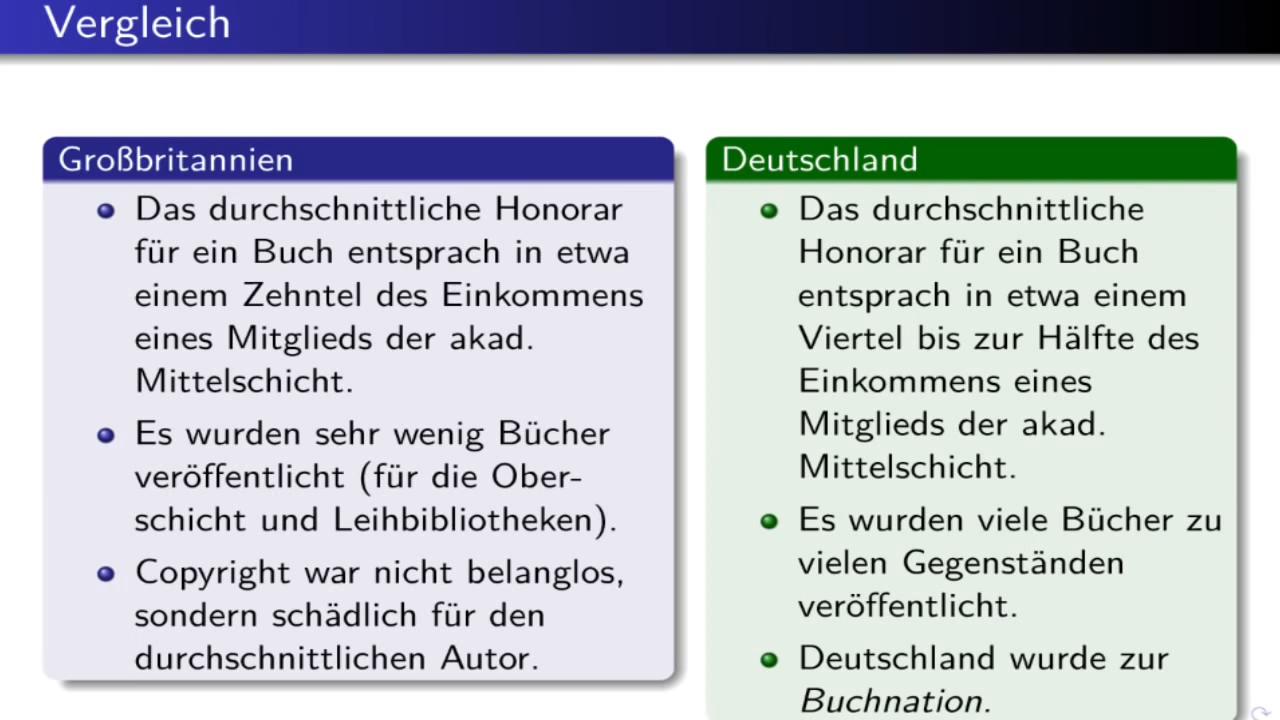 Vergleich
Großbritannien
Das durchschnittliche Honorar
für ein Buch entsprach in etwa
einem Zehntel des Einkommens
eines Mitglieds der akad.
Mittelschicht.
Es wurden sehr wenig Bücher
veröffentlicht (für die Ober-
schicht und Leihbibliotheken).
Copyright war nicht belanglos,
sondern schädlich für den
durchschnittlichen Autor.
Deutschland
Das durchschnittliche
Honorar für ein Buch
entsprach in etwa einem
Viertel bis zur Hälfte des
Einkommens eines
Mitglieds der akad.
Mittelschicht.
Es wurden viele Bücher zu
vielen Gegenständen
veröffentlicht.
Deutschland wurde zur
Buchnation.